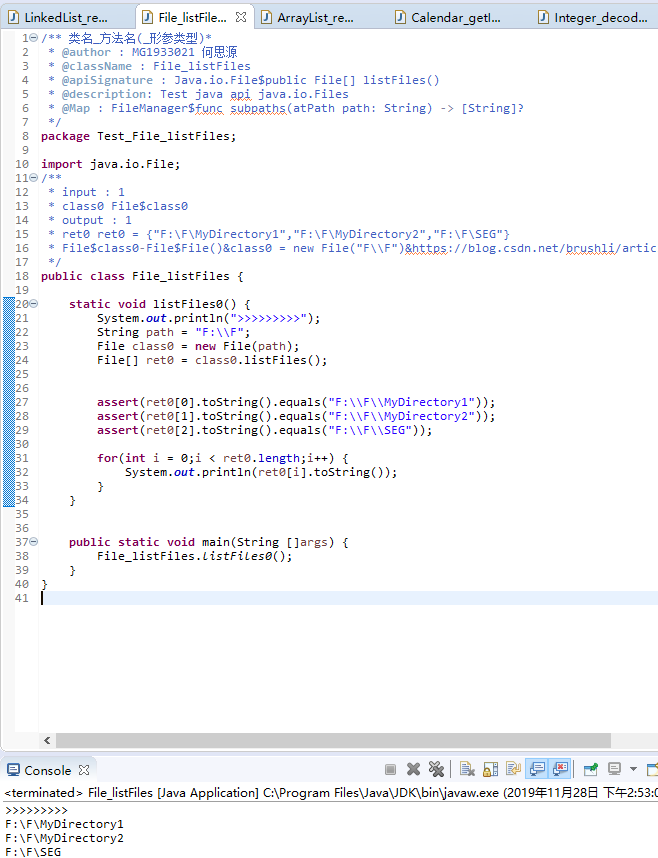 LinkedList_re...
File_listFile...
ArrayList_re...
Calendar_getI...
Integer_decod...
1 /** 类名_方法名(_形参类型)*
2 * @author : MG1933021 何思源
3 * @className : File_listFiles
4 * @apiSignature : Java.io.File$public File[] listFiles()
5 * @description: Test java api java.io.Files
6 * @Map : FileManager$func subpaths(atPath path: String) -> [String]?
7 */
8 package Test_File_listFiles;
9
10 import java.io.File;
11 /**
12 * input : 1
13 * class0 File$class0
14 * output : 1
15 * ret0 ret0 = {"F:\F\MyDirectory1","F:\F\MyDirectory2","F:\F\SEG"}
16 * File$class0-File$File()&class0 = new File("F\\F")&https://blog.csdn.net/brushli/artic
17 */
18 public class File_listFiles {
19
20 static void listFiles0() {
21 System.out.println(">>>>>>>>>");
22 String path = "F:\\F";
23 File class0 = new File(path);
24 File[] ret0 = class0.listFiles();
25
26
27 assert(ret0[0].toString().equals("F:\\F\\MyDirectory1"));
28 assert(ret0[1].toString().equals("F:\\F\\MyDirectory2"));
29 assert(ret0[2].toString().equals("F:\\F\\SEG"));
30
31 for(int i = 0;i < ret0.length;i++) {
32 System.out.println(ret0[i].toString());
33 }
34 }
35
36
37 public static void main(String []args) {
38 File_listFiles.listFiles0();
39 }
40 }
41
Console
<terminated> File_listFiles [Java Application] C:\Program Files\Java\JDK\bin\javaw.exe (2019年11月28日 下午2:53:0
>>>>>>>>>
F:\F\MyDirectory1
F:\F\MyDirectory2
F:\F\SEG